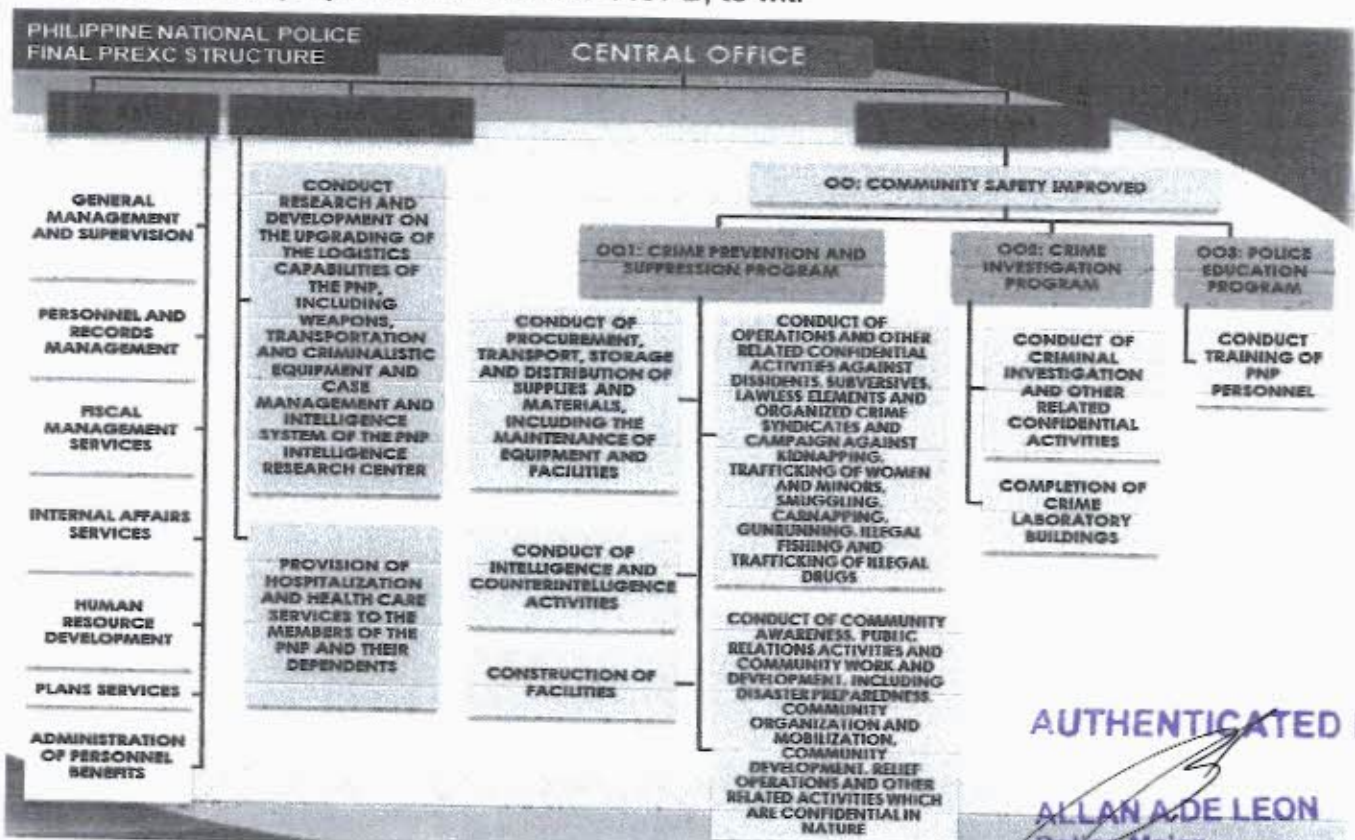 PHILIPPINE NATIONAL POLICE
FINAL PREXC STRUCTURE
CENTRAL OFFICE
GENERAL
MANAGEMENT
AND SUPERVISION
PERSONNEL AND
RECORDS
MANAGEMENT
FISCAL
MANAGEMENT
SERVICES
INTERNAL AFFAIRS
SERVICES
HUMAN
RESOURCE
DEVELOPMENT
PLANS SERVICES
ADMINISTRATION
OF PERSONNEL
BENEFITS
CONDUCT
RESEARCH AND
DEVELOPMENT ON
THE UPGRADING OF
THE LOGISTICS
CAPABILITIES OF
THE PNP,
INCLUDING
WEAPONS,
TRANSPORTATION
AND CRIMINALISTIC
EQUIPMENT AND
CASE
MANAGEMENT AND
INTELLIGENCE
SYSTEM OF THE PNP
INTELLIGENCE
RESEARCH CENTER
PROVISION OF
HOSPITALIZATION
AND HEALTH CARE
SERVICES TO THE
MEMBERS OF THE
PNP AND THEIR
DEPENDENTS
OO: COMMUNITY SAFETY IMPROVED
OO1: CRIME PREVENTION AND
SUPPRESSION PROGRAM
CONDUCT OF
PROCUREMENT,
TRANSPORT, STORAGE
AND DISTRIBUTION OF
SUPPLIES AND
MATERIALS,
INCLUDING THE
MAINTENANCE OF
EQUIPMENT AND
FACILITIES
CONDUCT OF
INTELLIGENCE AND
COUNTERINTELLIGENCE
ACTIVITIES
CONSTRUCTION OF
FACILITIES
CONDUCT OF
OPERATIONS AND OTHER
RELATED CONFIDENTIAL
ACTIVITIES AGAINST
DISSIDENTS, SUBVERSIVES,
LAWLESS ELEMENTS AND
ORGANIZED CRIME
SYNDICATES AND
CAMPAIGN AGAINST
KIDNAPPING,
TRAFFICKING OF WOMEN
AND MINORS,
SMUGGLING,
CARNAPPING,
GUNRUNNING, ILLEGAL
FISHING AND
TRAFFICKING OF ILLEGAL
DRUGS
CONDUCT OF COMMUNITY
AWARENESS, PUBLIC
RELATIONS ACTIVITIES AND
COMMUNITY WORK AND
DEVELOPMENT, INCLUDING
DISASTER PREPAREDNESS,
COMMUNITY
ORGANIZATION AND
MOBILIZATION,
COMMUNITY
DEVELOPMENT, RELIEF
OPERATIONS AND OTHER
RELATED ACTIVITIES WHICH
ARE CONFIDENTIAL IN
NATURE
OO2: CRIME
INVESTIGATION
PROGRAM
CONDUCT OF
CRIMINAL
INVESTIGATION
AND OTHER
RELATED
CONFIDENTIAL
ACTIVITIES
COMPLETION OF
CRIME
LABORATORY
BUILDINGS
OO3: POLICE
EDUCATION
PROGRAM
CONDUCT
TRAINING OF
PNP
PERSONNEL
AUTHENTICATED
ALLAN A DE LEON